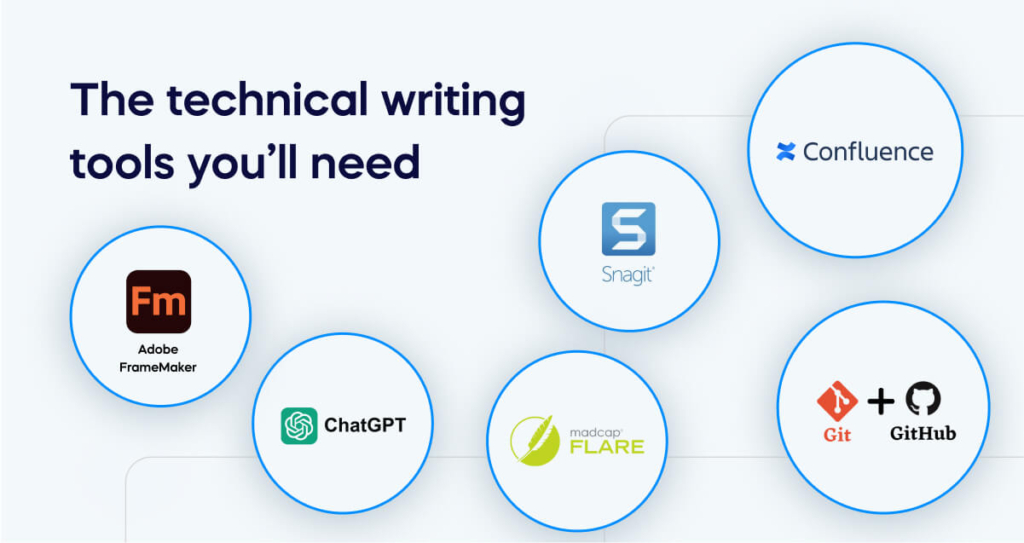 The technical writing
tools you’ll need
Confluence
Snagit®
Fm
Adobe
FrameMaker
ChatGPT
madcap®
FLARE
Git
GitHub